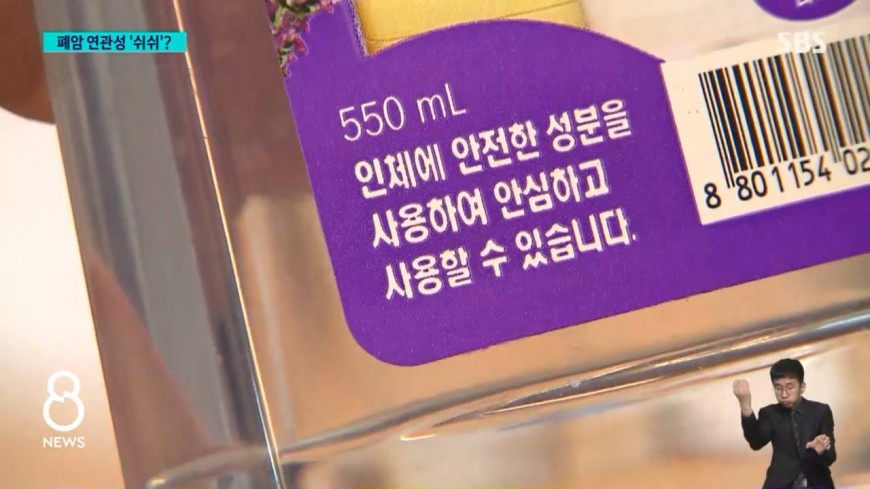 폐암 연관성 '쉬쉬'?
SBS
550 mL
인체에 안전한 성분을
사용하여 안심하고
사용할 수 있습니다.
8 801154 02
8
NEWS